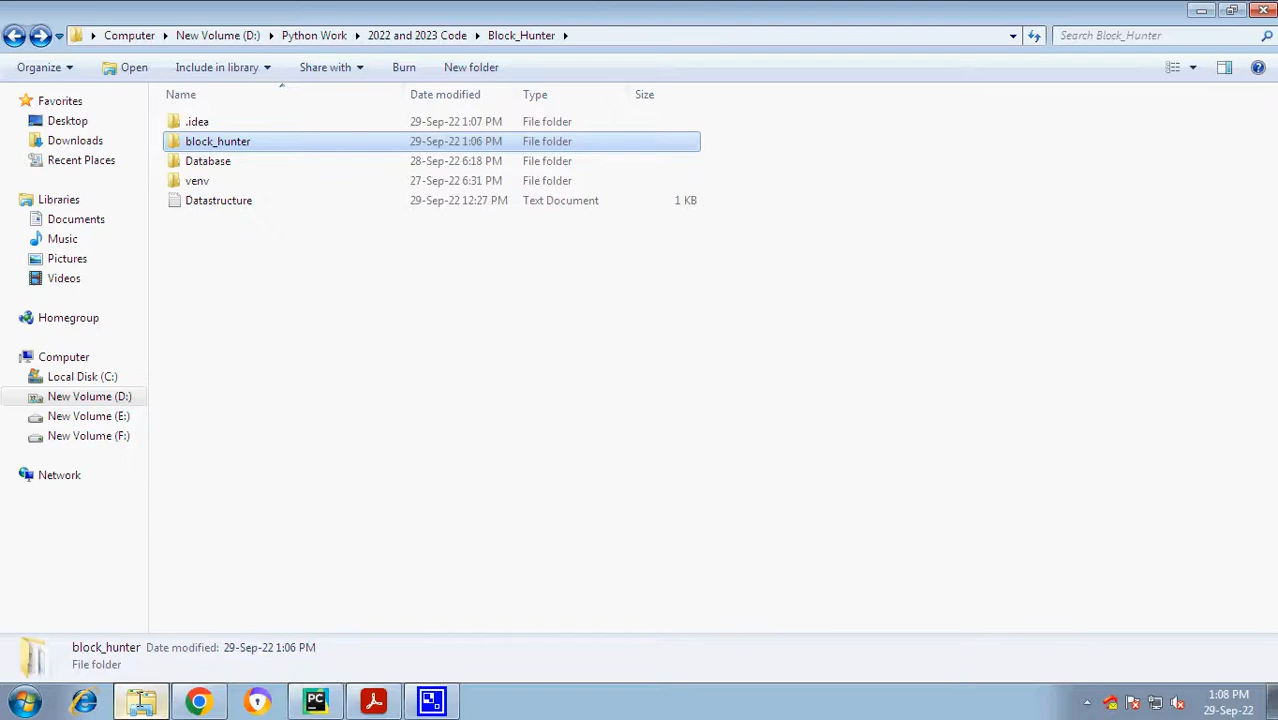 Computer New Volume (D:) Python Work 2022 and 2023 Code Block_Hunter Search Block_Hunter
Organize Open Include in library Share with Burn New folder
Name Date modified Type Size
Favorites
Desktop
Downloads
Recent Places
Libraries
Documents
Music
Pictures
Videos
Homegroup
Computer
Local Disk (C:)
New Volume (D:)
New Volume (E:)
New Volume (F:)
Network
.idea 29-Sep-22 1:07 PM File folder
block_hunter 29-Sep-22 1:06 PM File folder
Database 28-Sep-22 6:18 PM File folder
venv 27-Sep-22 6:31 PM File folder
Datastructure 29-Sep-22 12:27 PM Text Document 1 KB
block_hunter Date modified: 29-Sep-22 1:06 PM
File folder
PC
1:08 PM
29-Sep-22